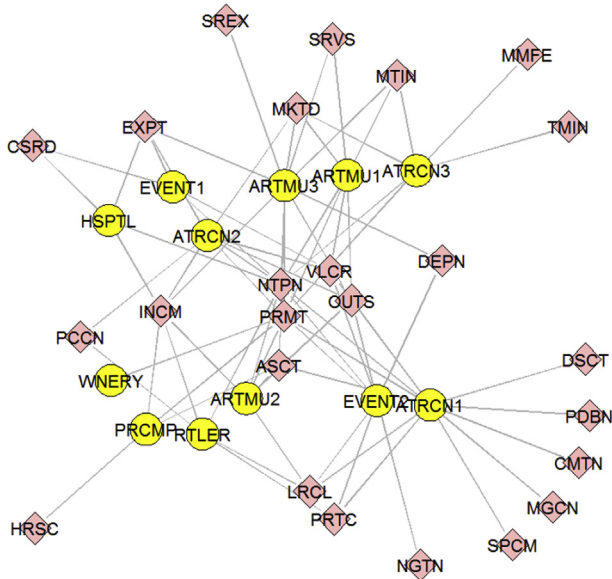 SREX
SRVS
MMFE
MTIN
MKTD
TMIN
EXPT
CSRD
ATRCN3
ARTMU1
ARTMU3
EVENT1
HSPTL
ATRCN2
DEPN
VLCR
NTPN
OUTS
INCM
PRMT
PCCN
DSCT
ASCT
WNERY
ARTMU2
EVENT2
ATRCN1
PDBN
PRCMP
RTLER
CMTN
LRCL
MGCN
PRTC
HRSC
SPCM
NGTN